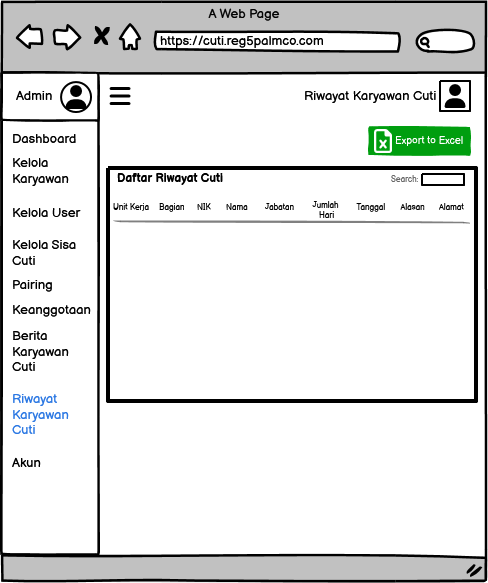 A Web Page
https://cuti.reg5palmco.com
Admin
Riwayat Karyawan Cuti
Export to Excel
Dashboard
Kelola
Karyawan
Kelola User
Kelola Sisa
Cuti
Pairing
Keanggotaan
Berita
Karyawan
Cuti
Riwayat
Karyawan
Cuti
Akun
Daftar Riwayat Cuti
Search:
Unit Kerja Bagian NIK Nama Jabatan Jumlah Hari Tanggal Alasan Alamat